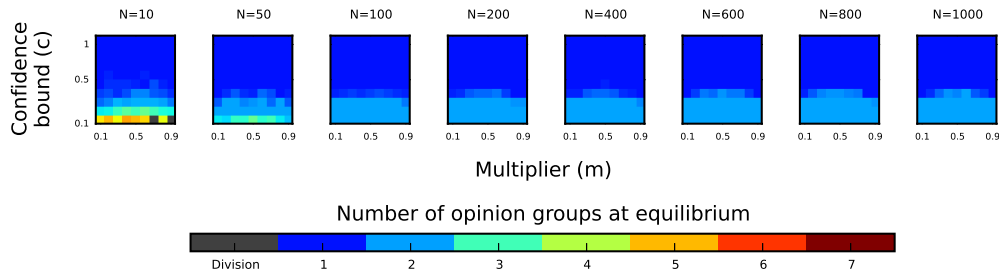 N=10 N=50 N=100 N=200 N=400 N=600 N=800 N=1000
Confidence
bound (c)
1
0.5
0.1
0.1 0.5 0.9 0.1 0.5 0.9 0.1 0.5 0.9 0.1 0.5 0.9 0.1 0.5 0.9 0.1 0.5 0.9 0.1 0.5 0.9 0.1 0.5 0.9
Multiplier (m)
Number of opinion groups at equilibrium
Division 1 2 3 4 5 6 7